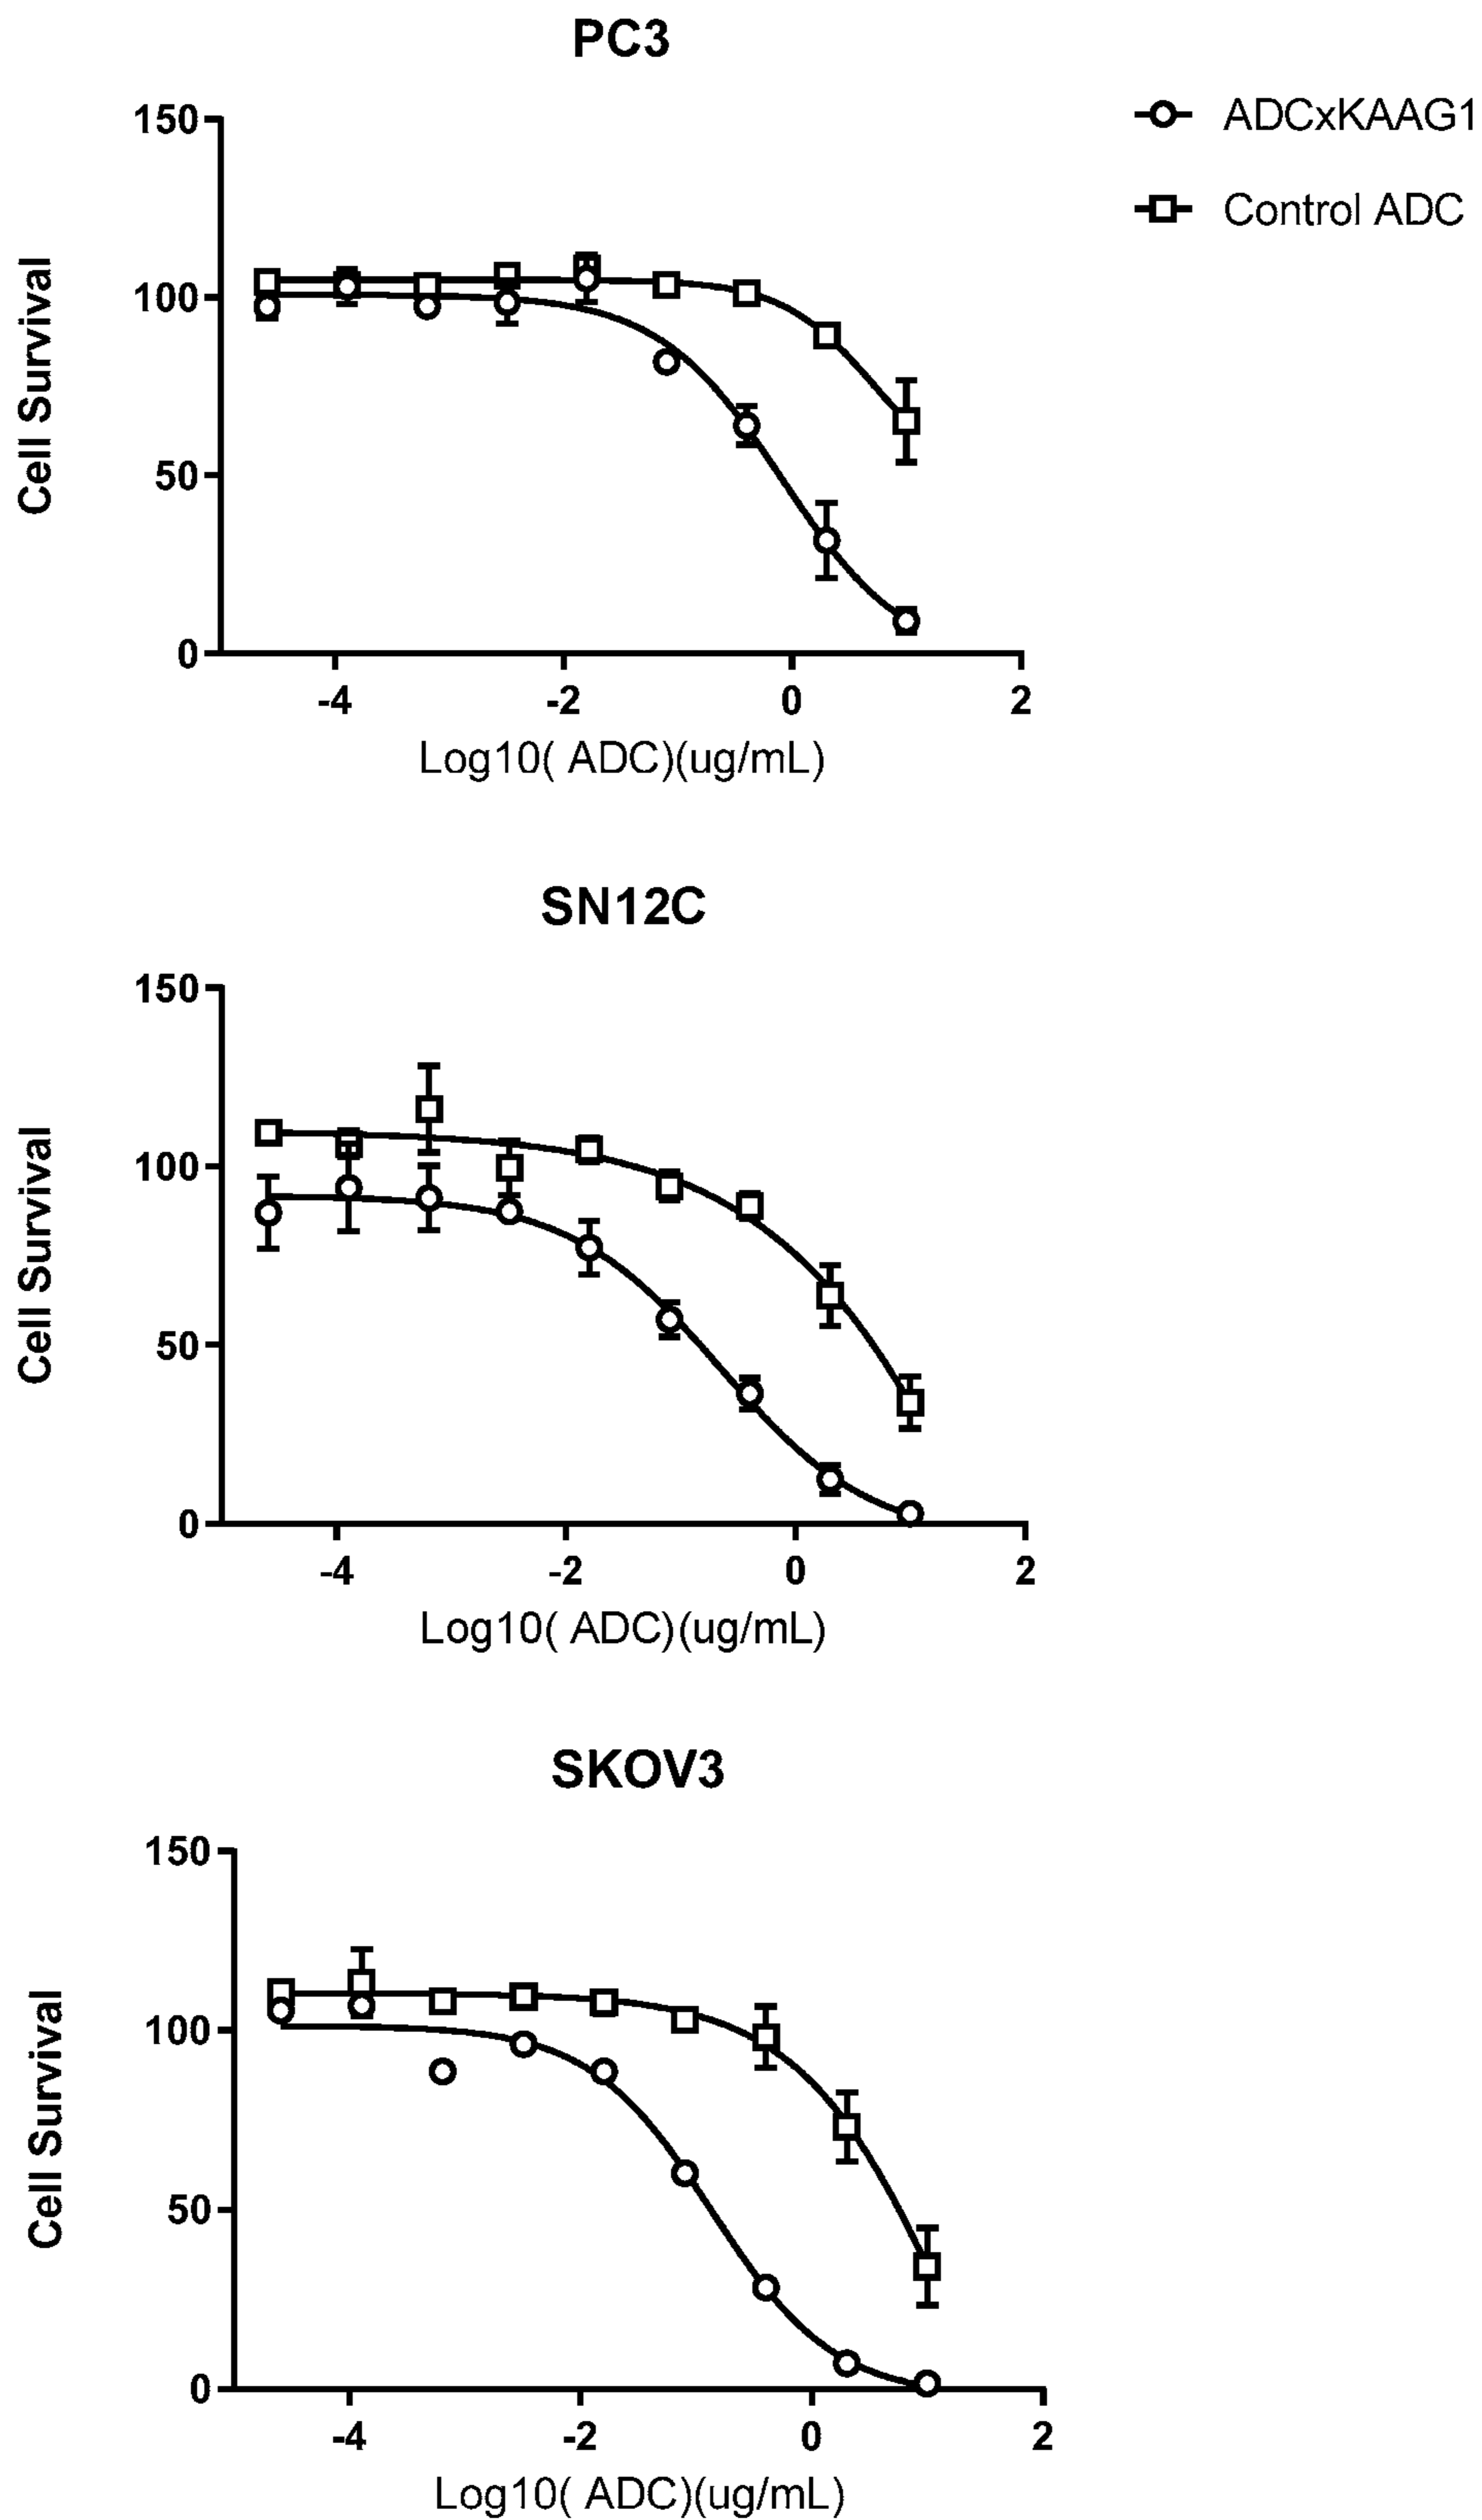 PC3
ADCxKAAG1
Control ADC
Cell Survival
150
100
50
0
-4 -2 0 2
Log10( ADC)(ug/mL)
SN12C
Cell Survival
150
100
50
0
-4 -2 0 2
Log10( ADC)(ug/mL)
SKOV3
Cell Survival
150
100
50
0
-4 -2 0 2
Log10( ADC)(ug/mL)